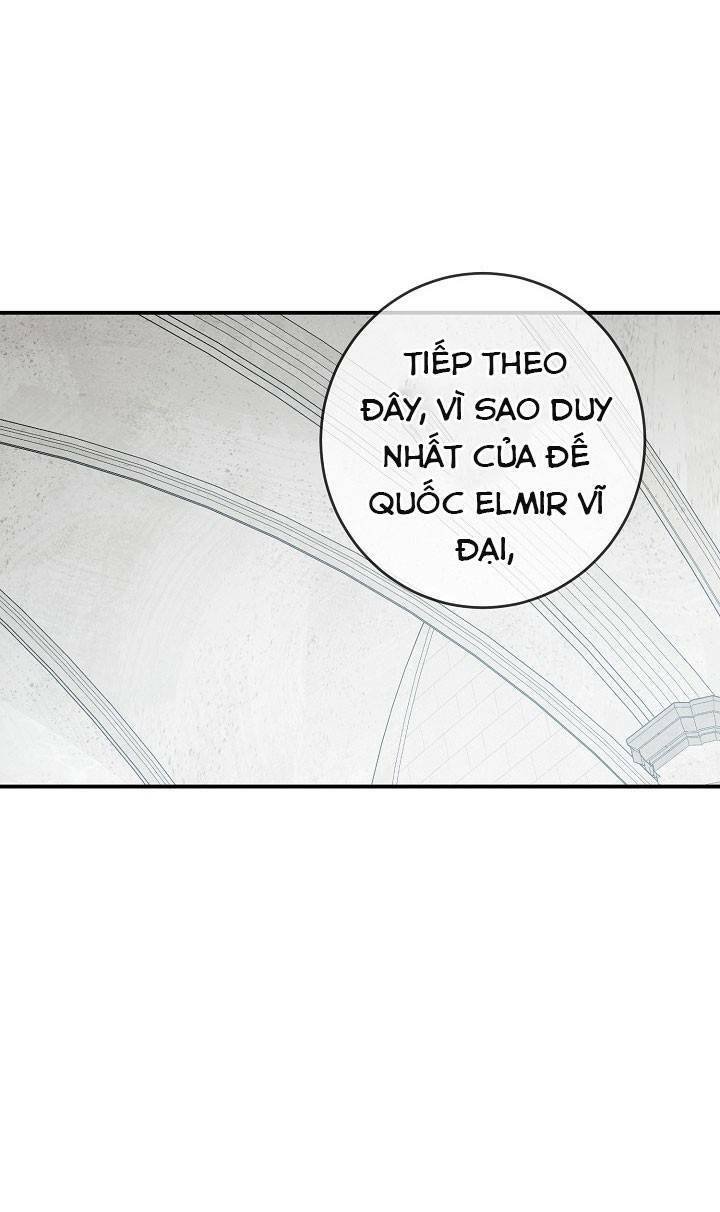 TIẾP THEO
ĐÂY, VÌ SAO DUY
NHẤT CỦA ĐẾ
QUỐC ELMIR VĨ
ĐẠI,